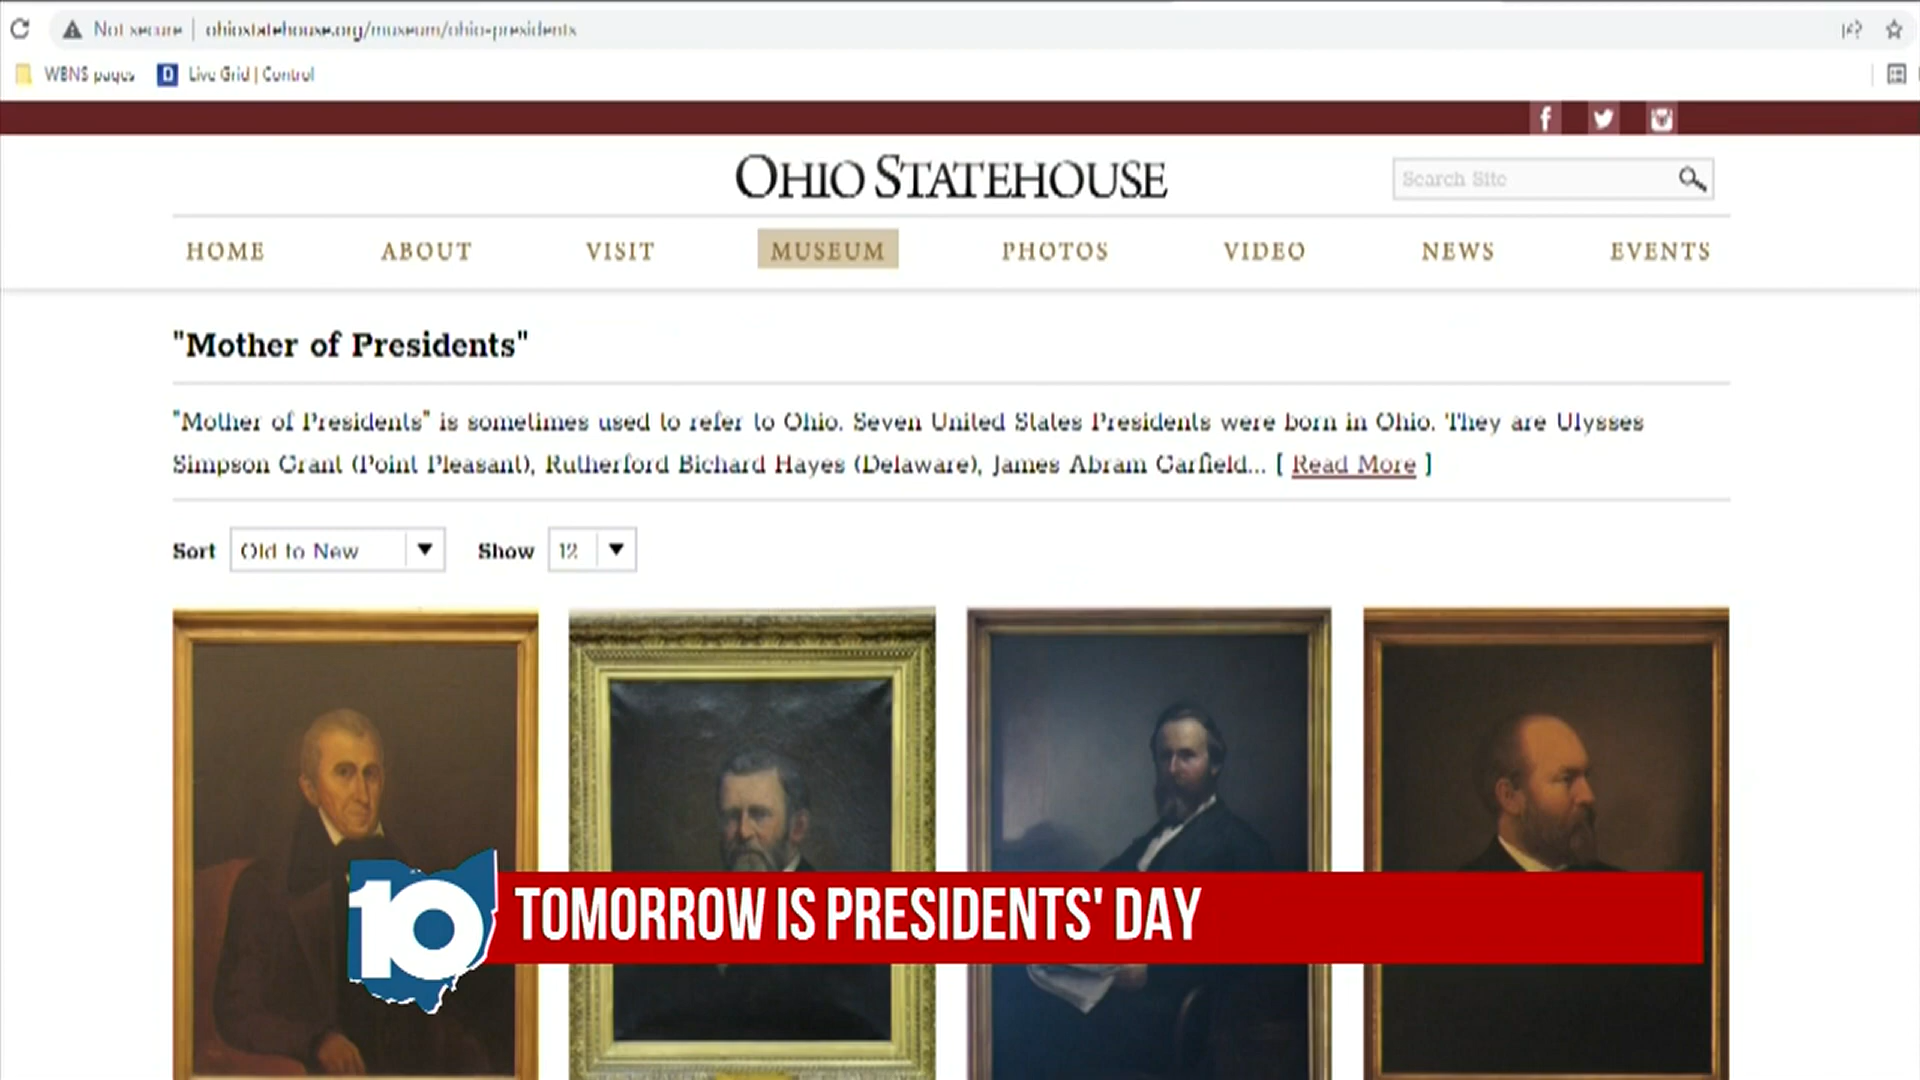 Not secure | ohiostatehouse.org/museum/ohio-presidents
WBNS pages D Live Grid | Control
f
OHIO STATEHOUSE
Search Site
HOME ABOUT VISIT MUSEUM PHOTOS VIDEO NEWS EVENTS
"Mother of Presidents"
"Mother of Presidents" is sometimes used to refer to Ohio. Seven United States Presidents were born in Ohio. They are Ulysses
Simpson Grant (Point Pleasant), Rutherford Bichard Hayes (Delaware), James Abram Garfield... [ Read More ]
Sort Old to New Show 12
10 TOMORROW IS PRESIDENTS' DAY